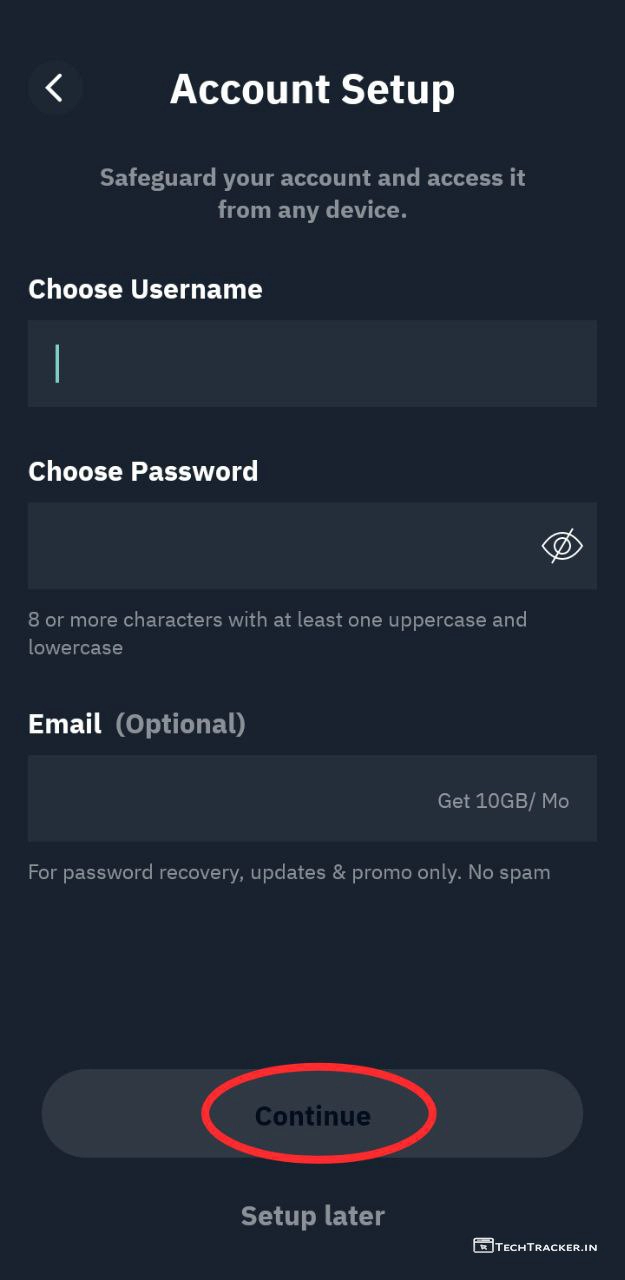 Account Setup
Safeguard your account and access it
from any device.
Choose Username
Choose Password
8 or more characters with at least one uppercase and
lowercase
Email (Optional)
Get 10GB/ Mo
For password recovery, updates & promo only. No spam
Continue
Setup later
TECHTRACKER.IN